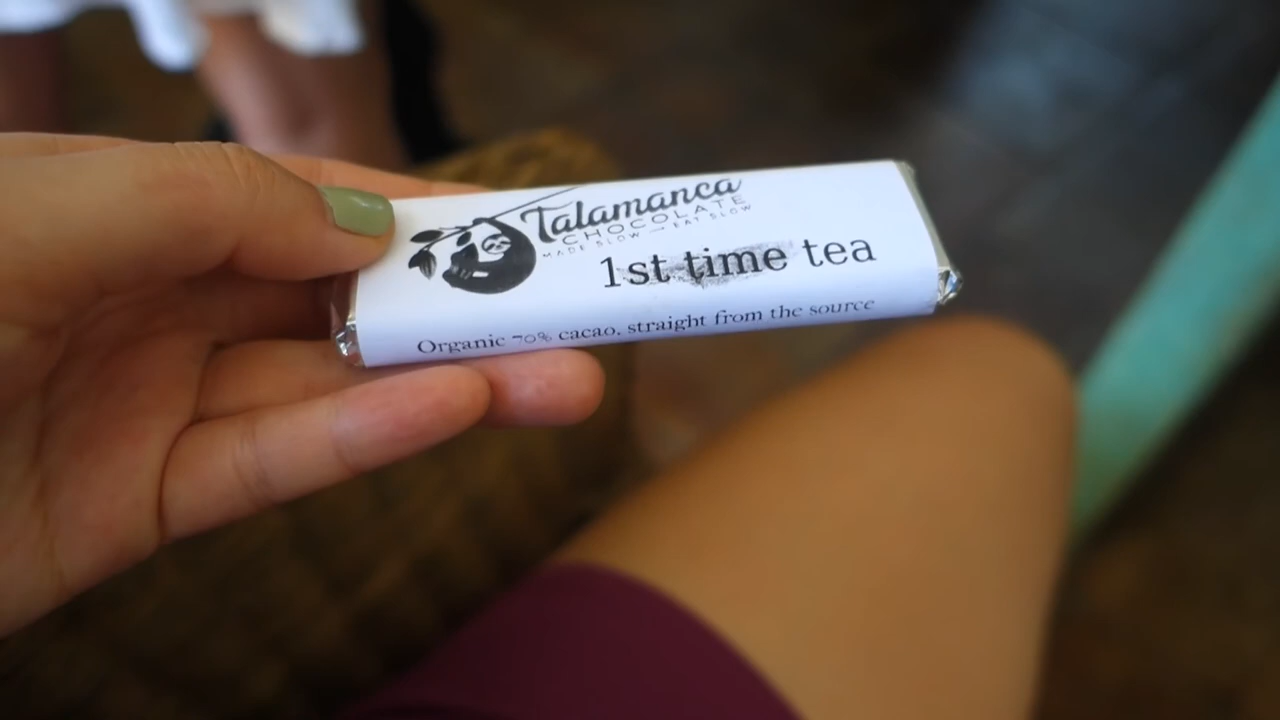 Talamanca
CHOCOLATE
MADE SLOW — EAT SLOW
1st time tea
Organic 70% cacao. straight from the source